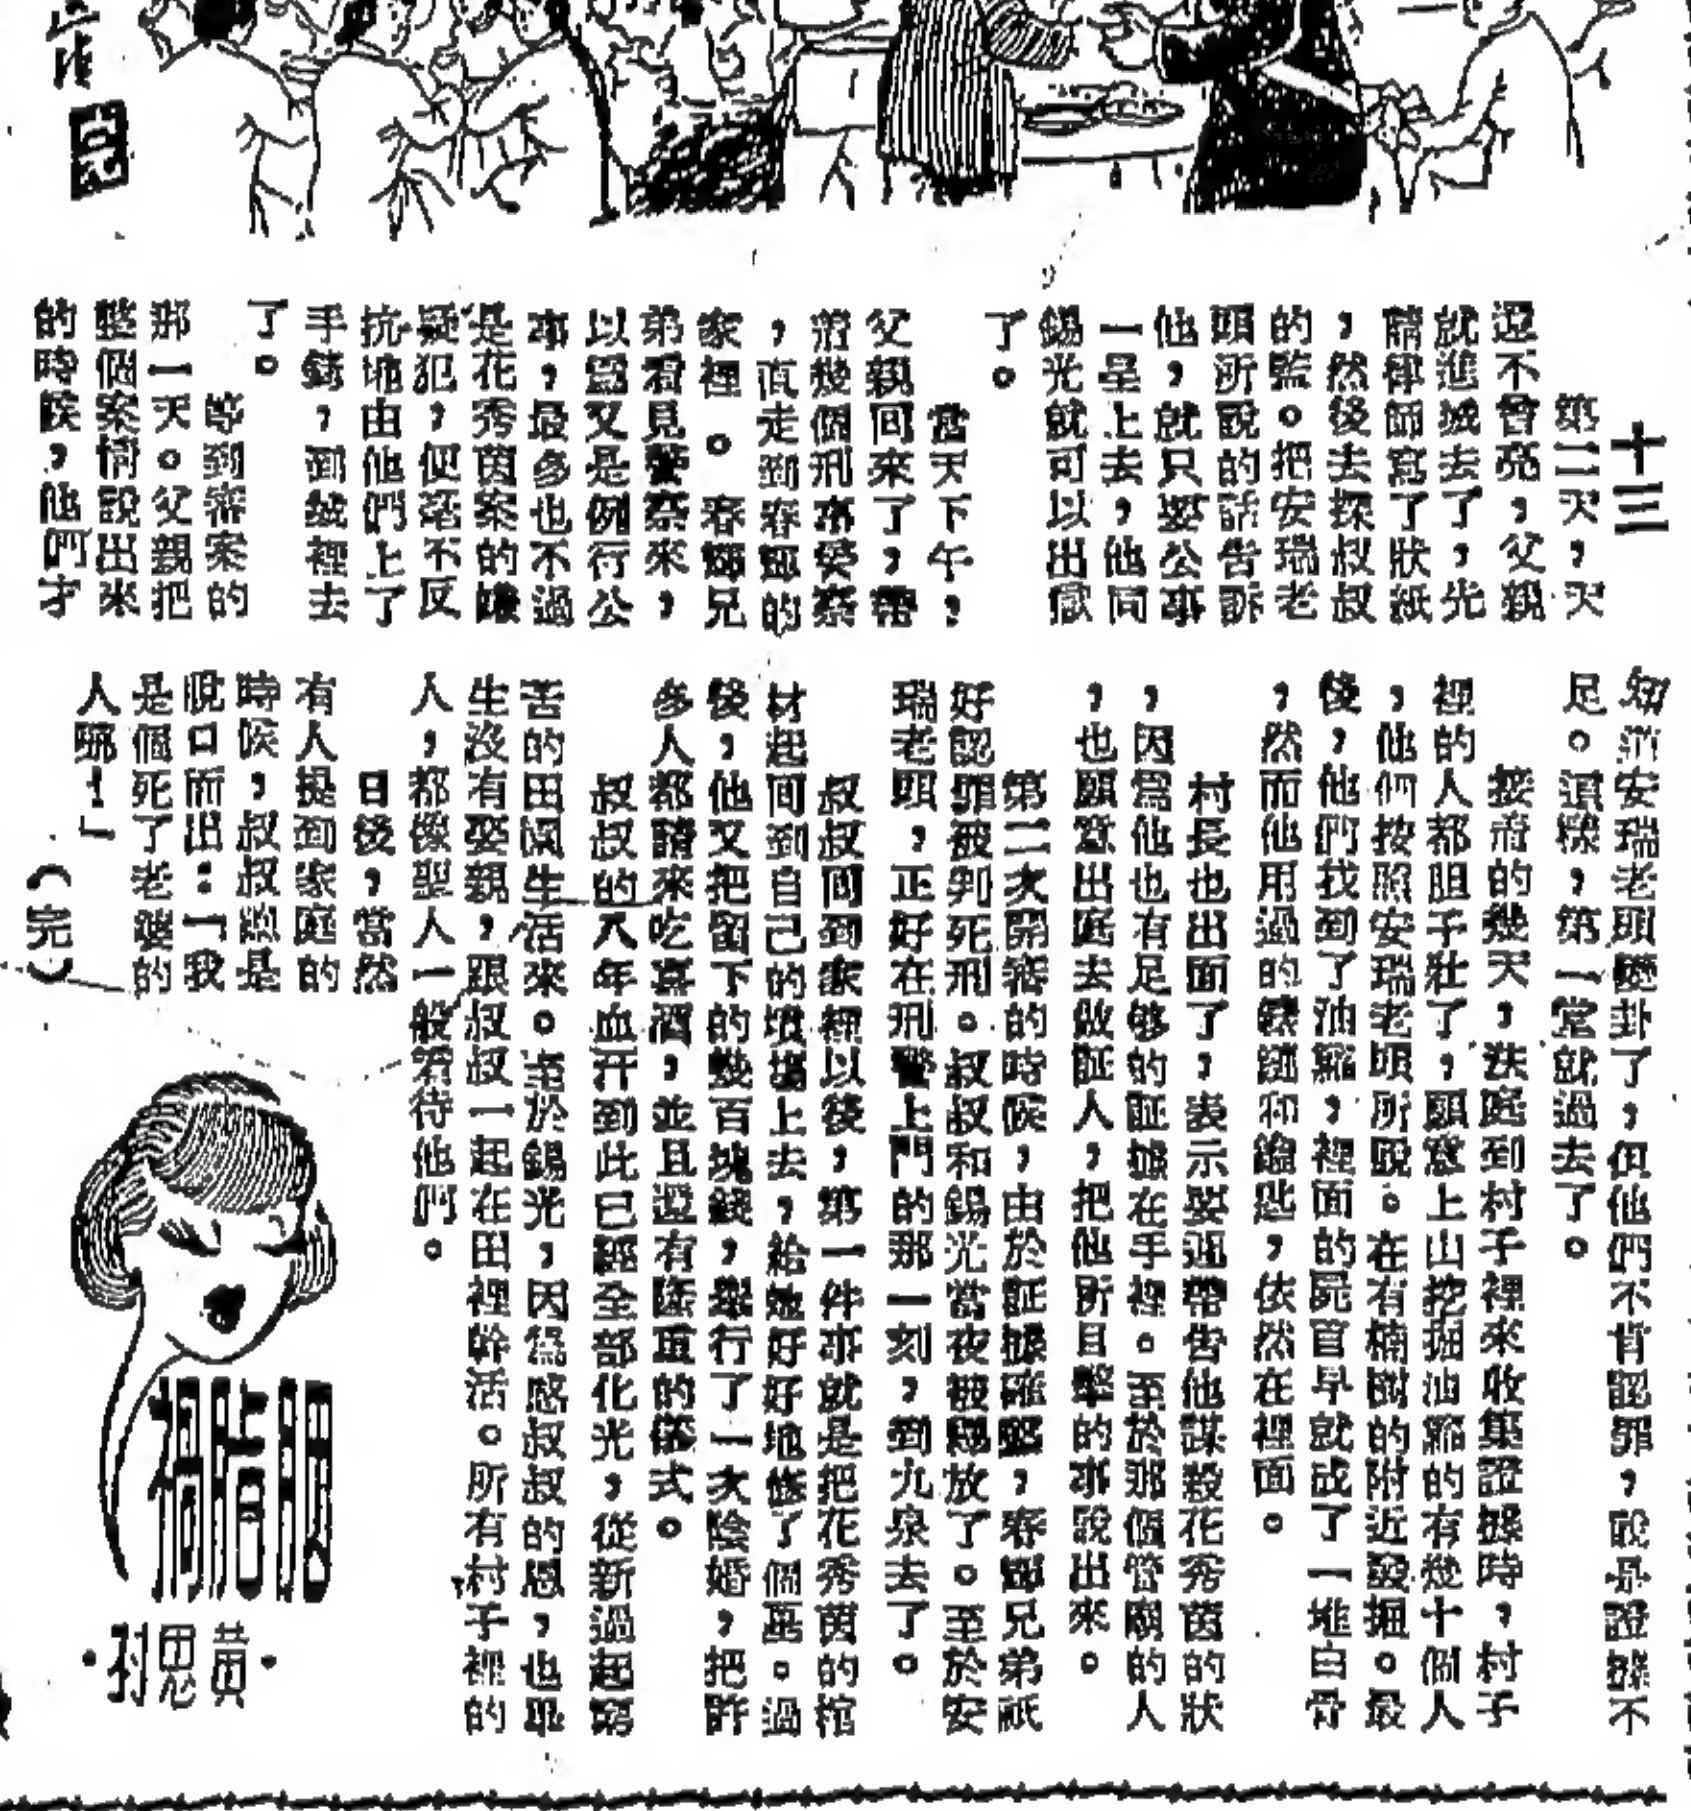 完
十三
第二天，天
還不曾亮，父親
就進城去了，先
請律師寫了狀紙
，然後去探叔叔
的監。把安瑞老
頭所說的話告訴
他，就只要公事
一呈上去，他同
錫光就可以出獄
了。
當天下午，
父親回來了，帶
着幾個刑事警察
，直走到春郷的
家裡。春郷兄
弟看見警察來，
以爲又是例行公
事，最多也不過
是花秀茵案的嫌
疑犯，便毫不反
抗地由他們上了
手銬，到城裡去
了。
等到審案的
那一天。父親把
整個案情說出來
的時候，他們才
知道安瑞老頭變卦了，但他們不肯認罪，說是證據不
足。這樣，第一堂就過去了。
接着的幾天，法庭到村子裡來收集證據時，村子
裡的人都胆子壯了，願意上山挖掘油簍的有幾十個人
，他們按照安瑞老頭所說。在有楠樹的附近發掘。最
後，他們找到了油簍，裡面的屍首早就成了一堆白骨
，然而他用過的鐵鏈和鑰匙，依然在裡面。
村長也出面了，表示要連帶告他謀殺花秀茵的狀
，因爲他也有足够的証據在手裡。至於那個管廟的人
，也願意出庭去做証人，把他所目擊的事說出來。
第二次開審的時候，由於証據確鑿，春郷兄弟祇
好認罪被判死刑。叔叔和錫光當夜被釋放了。至於安
瑞老頭，正好在刑警上門的那一刻，到九泉去了。
叔叔回到家裡以後，第一件事就是把花秀茵的棺
材起回到自己的墳場上去，給她好好地修了個墓。過
後，他又把留下的幾百塊錢，舉行了一次陰婚，把許
多人都請來吃喜酒，並且還有隆重的儀式。
叔叔的八年血汗到此已經全部化光，從新過起窮
苦的田園生活來。至於錫光，因爲感叔叔的恩，也畢
生沒有娶親，跟叔叔一起在田裡幹活。所有村子裡的
人，都像聖人一般看待他們。
日後，當然
有人提到家庭的
時候，叔叔總是
脫口而出：「我
是個死了老婆的
人哪！」
（完）
胭脂禍
·黃思羽·